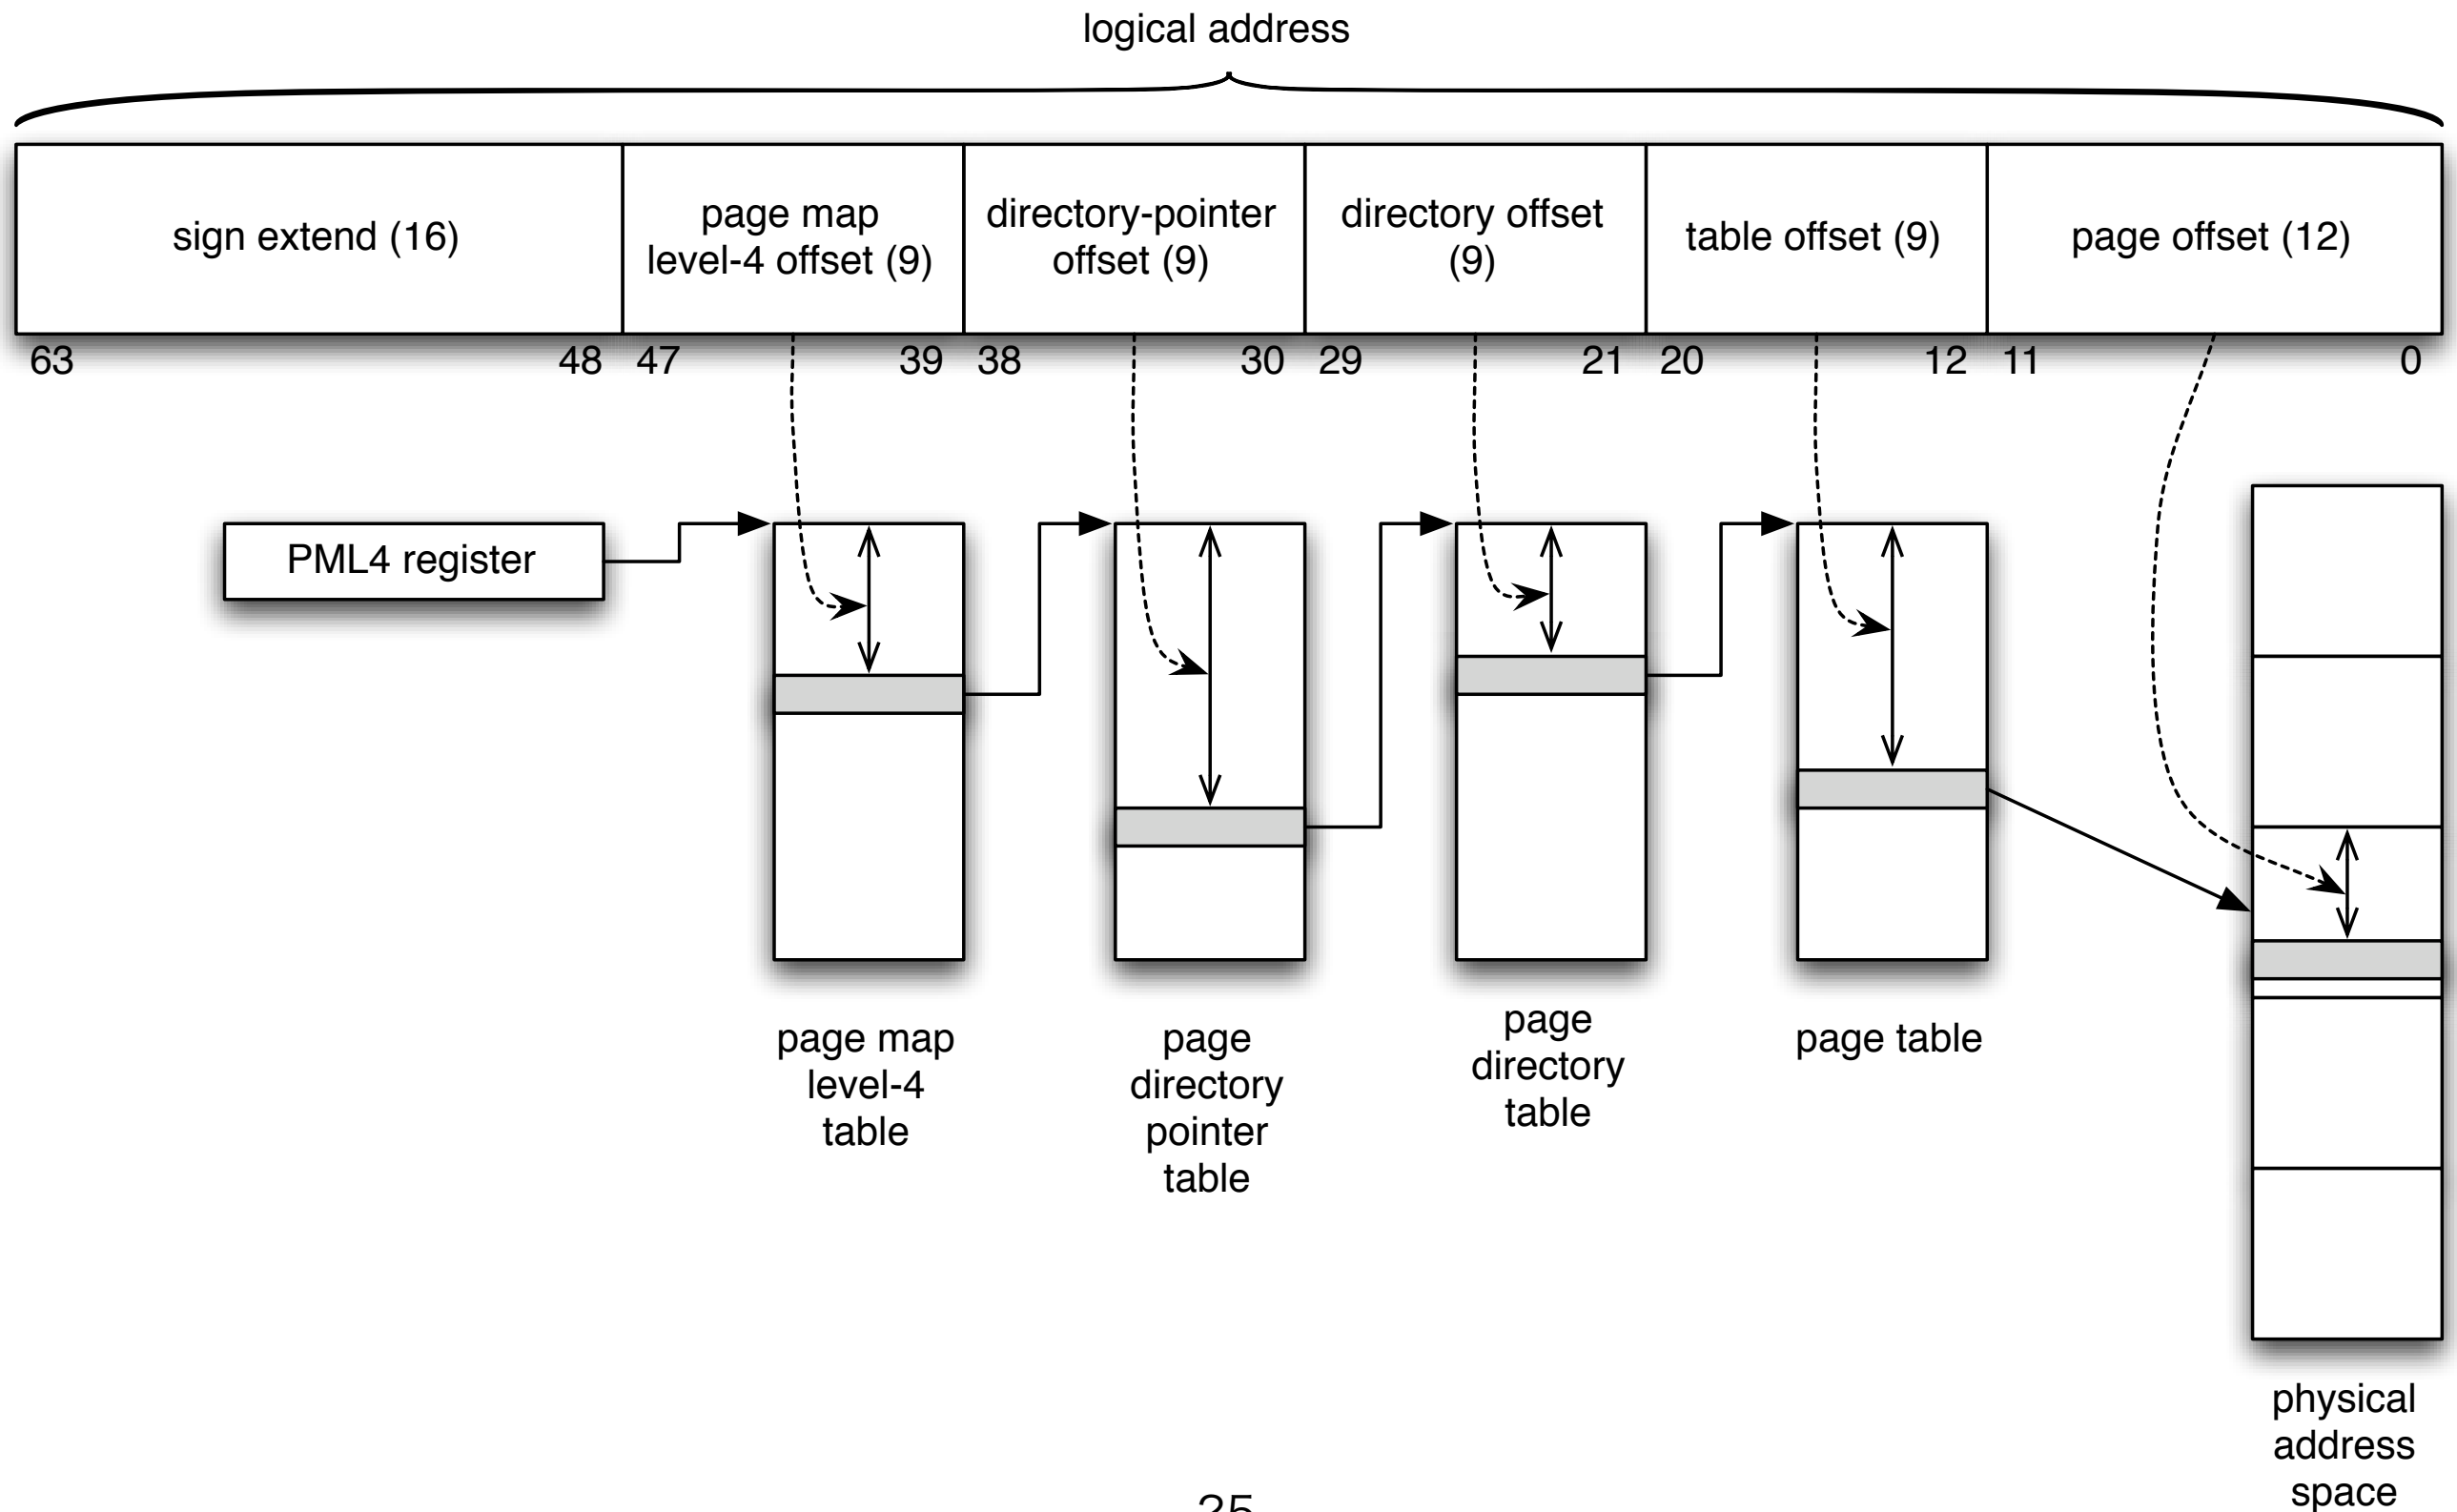 logical address
sign extend (16)
page map
level-4 offset (9)
directory-pointer
offset (9)
directory offset
(9)
table offset (9)
page offset (12)
63
48
47
39
38
30
29
21
20
12
11
0
PML4 register
page map
level-4
table
page
directory
pointer
table
page
directory
table
page table
physical
address
space
25